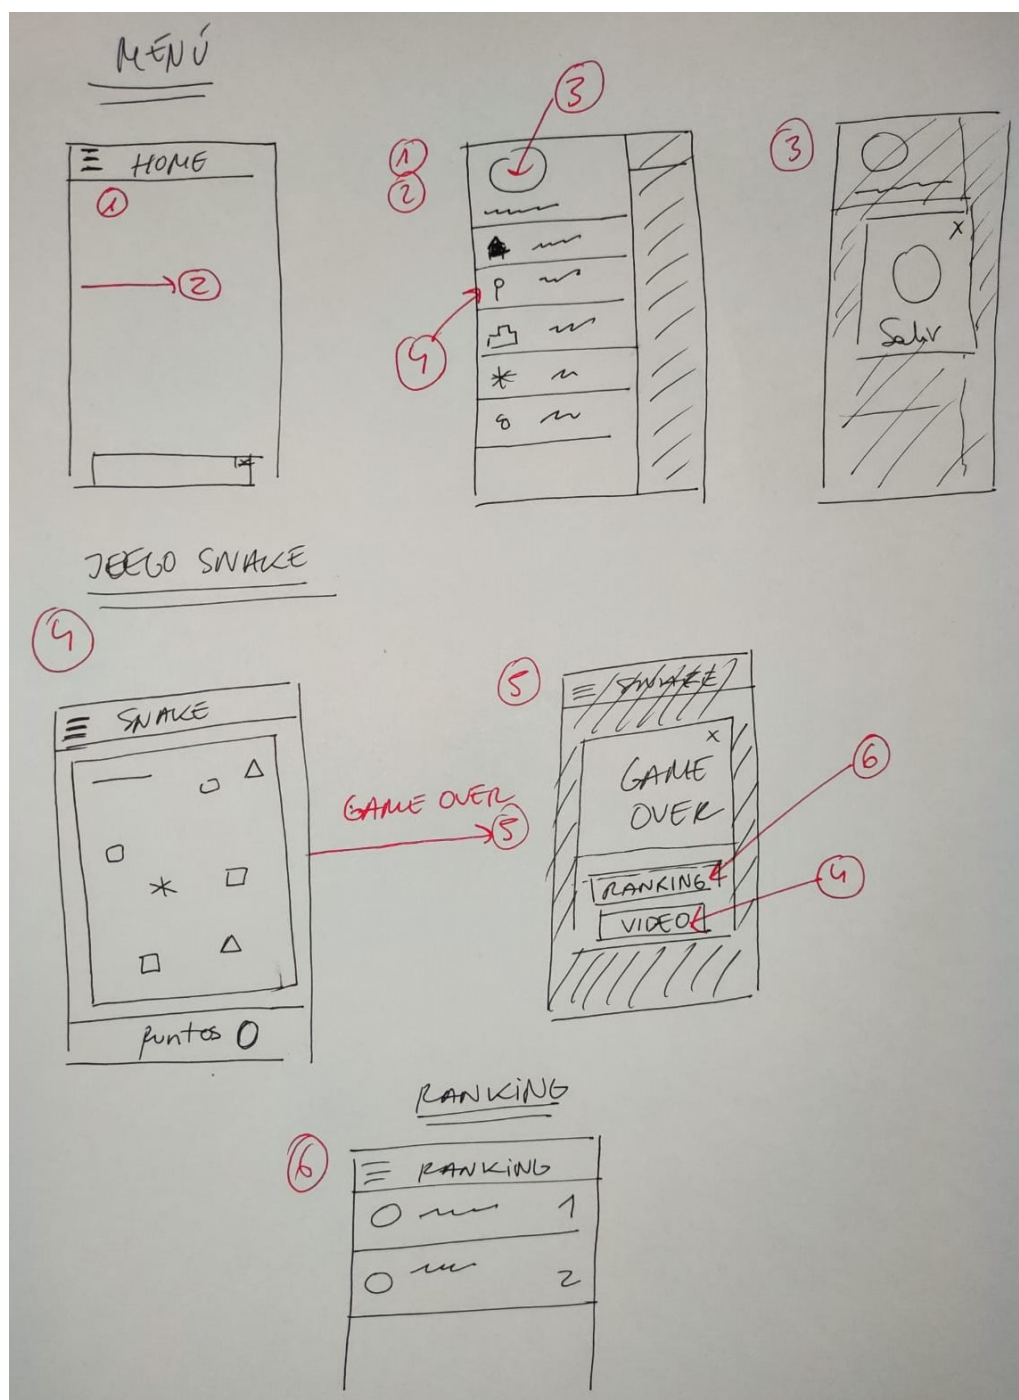 MENÚ
HOME
1
2
1
2
3
4
3
x
Salir
JUEGO SNAKE
4
SNAKE
GAME OVER
5
Puntos 0
5
SNAKE
x
GAME
OVER
RANKING
VIDEO
6
4
RANKING
6
RANKING
1
2